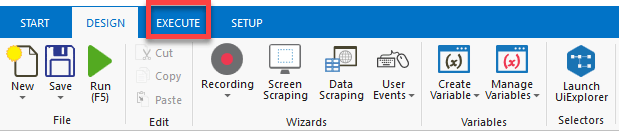 START DESIGN EXECUTE SETUP
New
Save
Run
(F5)
File
Cut
Copy
Paste
Edit
Recording
Screen
Scraping
Data
Scraping
User
Events
Wizards
Create
Variable
Manage
Variables
Variables
Launch
UiExplorer
Selectors